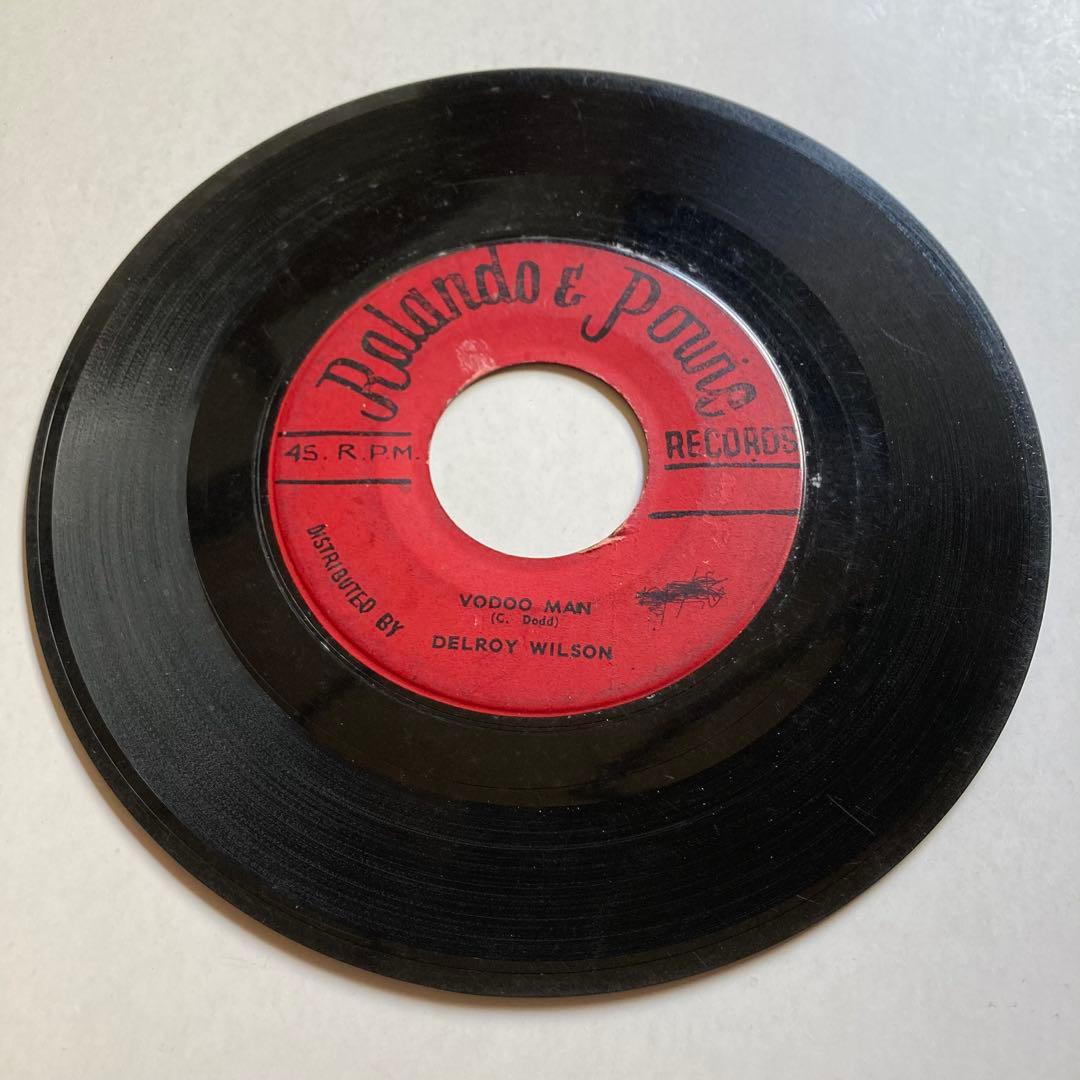 Rolando & Powie
RECORDS
45. R.P.M.
DISTRIBUTED BY
VODOO MAN
(C. Dodd)
DELROY WILSON